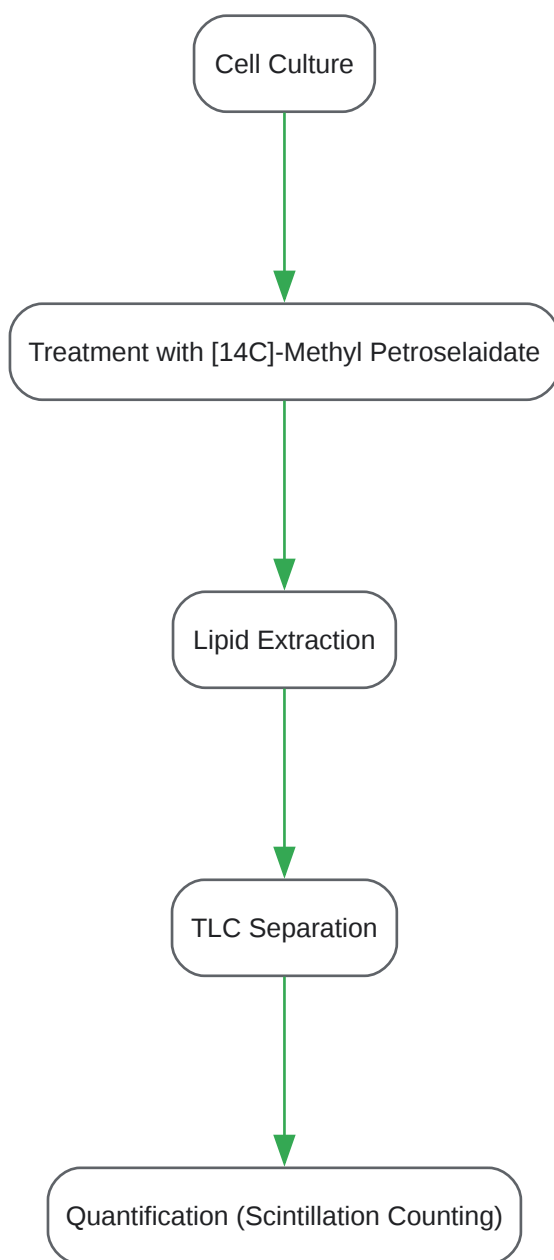 Cell Culture
Treatment with [14C]-Methyl Petroselaidate
Lipid Extraction
TLC Separation
Quantification (Scintillation Counting)